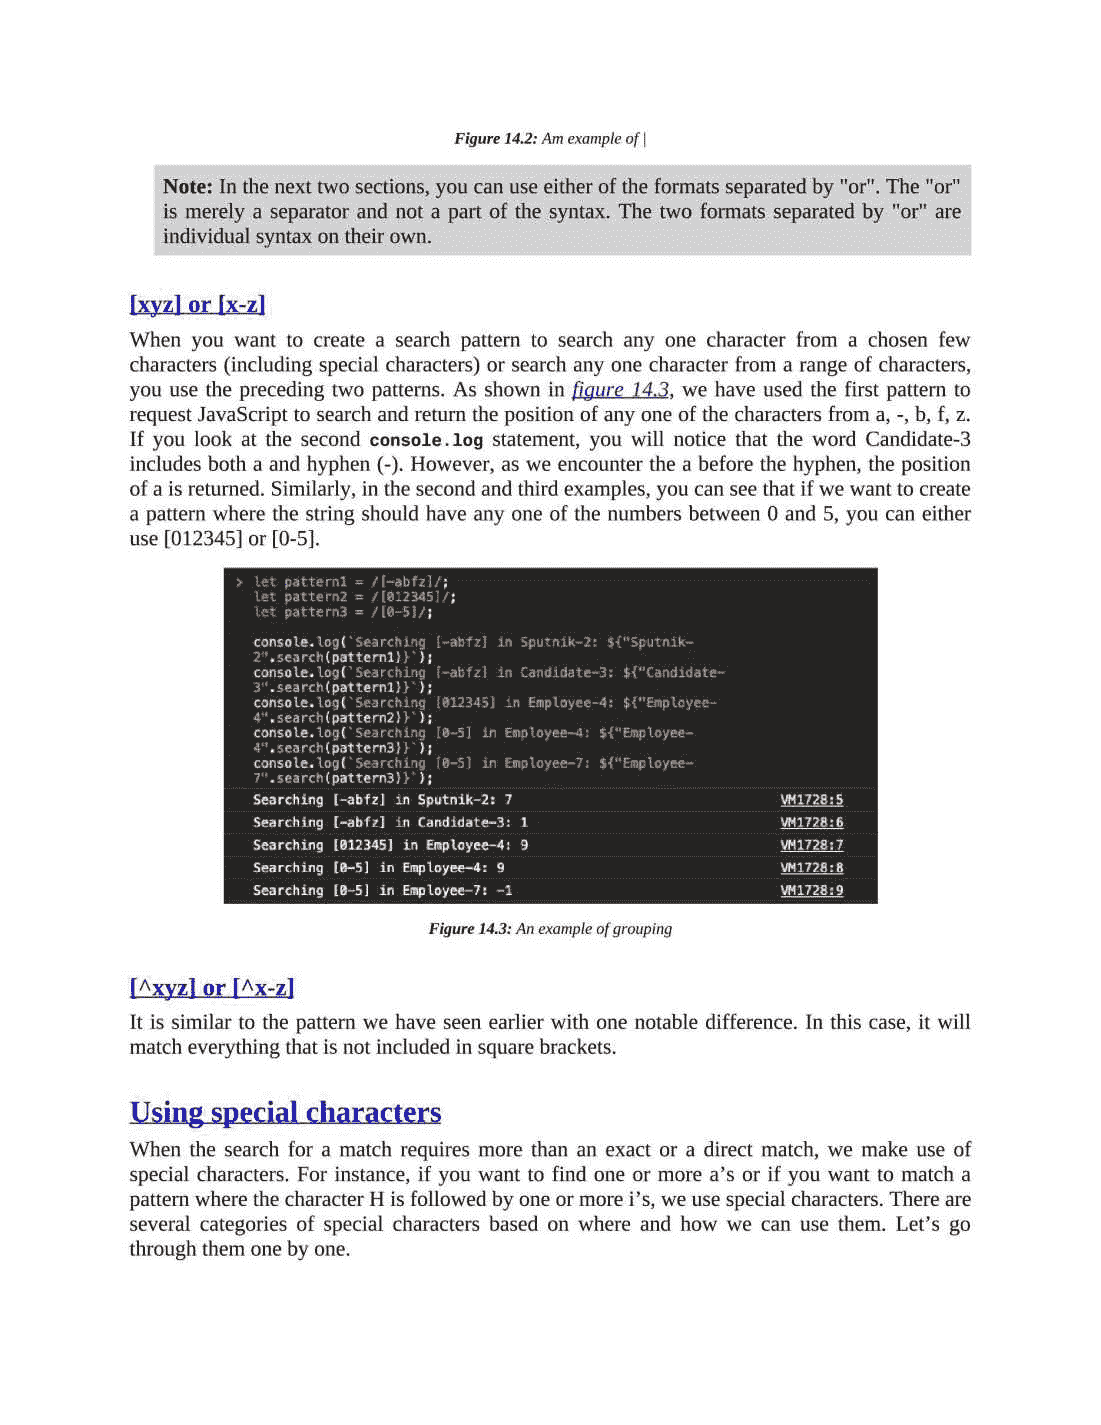 Figure 14.2: Am example of |
Note: In the next two sections, you can use either of the formats separated by "or". The "or"
is merely a separator and not a part of the syntax. The two formats separated by "or" are
individual syntax on their own.
[xyz] or [x-z]
When you want to create a search pattern to search any one character from a chosen few
characters (including special characters) or search any one character from a range of characters,
you use the preceding two patterns. As shown in figure 14.3, we have used the first pattern to
request JavaScript to search and return the position of any one of the characters from a, -, b, f, z.
If you look at the second console.log statement, you will notice that the word Candidate-3
includes both a and hyphen (-). However, as we encounter the a before the hyphen, the position
of a is returned. Similarly, in the second and third examples, you can see that if we want to create
a pattern where the string should have any one of the numbers between 0 and 5, you can either
use [012345] or [0-5].
> let pattern1 = /[-abfz]/;
let pattern2 = /[012345]/;
let pattern3 = /[0-5]/;
console.log(`Searching [-abfz] in Sputnik-2: ${"Sputnik-
2".search(pattern1)}`);
console.log(`Searching [-abfz] in Candidate-3: ${"Candidate-
3".search(pattern1)}`);
console.log(`Searching [012345] in Employee-4: ${"Employee-
4".search(pattern2)}`);
console.log(`Searching [0-5] in Employee-4: ${"Employee-
4".search(pattern3)}`);
console.log(`Searching [0-5] in Employee-7: ${"Employee-
7".search(pattern3)}`);
Searching [-abfz] in Sputnik-2: 7 VM1728:5
Searching [-abfz] in Candidate-3: 1 VM1728:6
Searching [012345] in Employee-4: 9 VM1728:7
Searching [0-5] in Employee-4: 9 VM1728:8
Searching [0-5] in Employee-7: -1 VM1728:9
Figure 14.3: An example of grouping
[^xyz] or [^x-z]
It is similar to the pattern we have seen earlier with one notable difference. In this case, it will
match everything that is not included in square brackets.
Using special characters
When the search for a match requires more than an exact or a direct match, we make use of
special characters. For instance, if you want to find one or more a’s or if you want to match a
pattern where the character H is followed by one or more i’s, we use special characters. There are
several categories of special characters based on where and how we can use them. Let’s go
through them one by one.